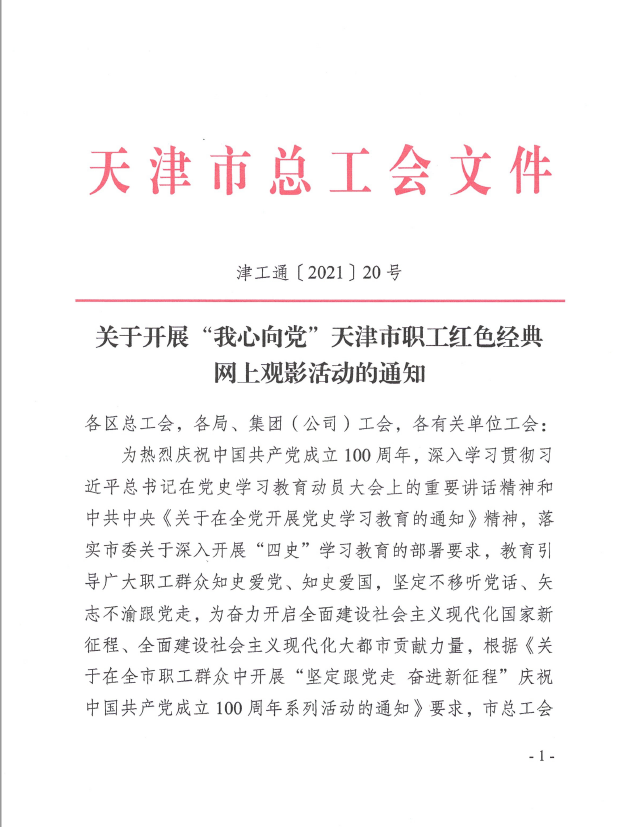 天津市总工会文件
津工通〔2021〕20号
关于开展“我心向党”天津市职工红色经典
网上观影活动的通知
各区总工会，各局、集团（公司）工会，各有关单位工会：
为热烈庆祝中国共产党成立100周年，深入学习贯彻习
近平总书记在党史学习教育动员大会上的重要讲话精神和
中共中央《关于在全党开展党史学习教育的通知》精神，落
实市委关于深入开展“四史”学习教育的部署要求，教育引
导广大职工群众知史爱党、知史爱国，坚定不移听党话、矢
志不渝跟党走，为奋力开启全面建设社会主义现代化国家新
征程、全面建设社会主义现代化大都市贡献力量，根据《关
于在全市职工群众中开展“坚定跟党走 奋进新征程”庆祝
中国共产党成立100周年系列活动的通知》要求，市总工会
- 1 -